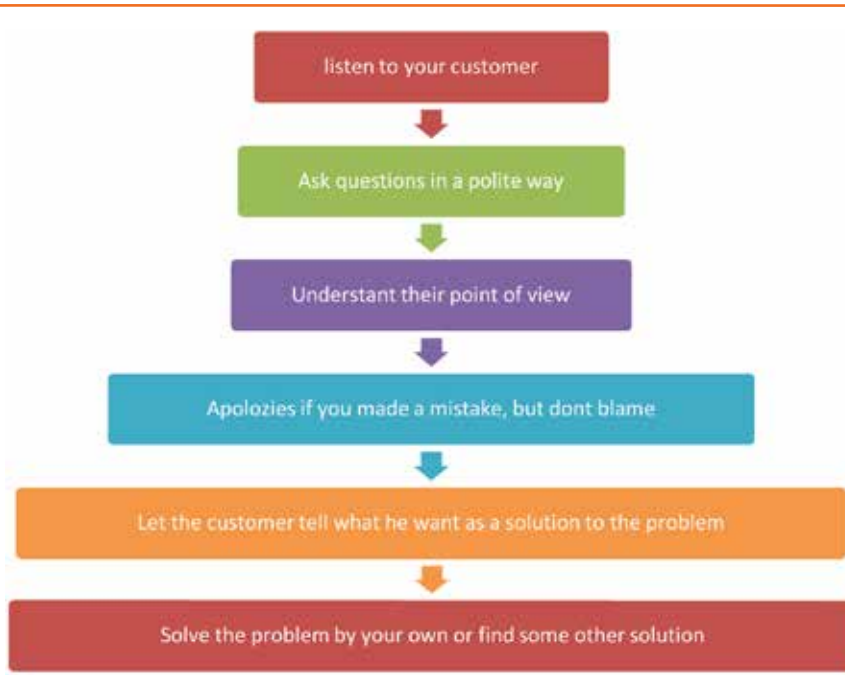 listen to your customer
Ask questions in a polite way
Understant their point of view
Apolozies if you made a mistake, but dont blame
Let the customer tell what he want as a solution to the problem
Solve the problem by your own or find some other solution